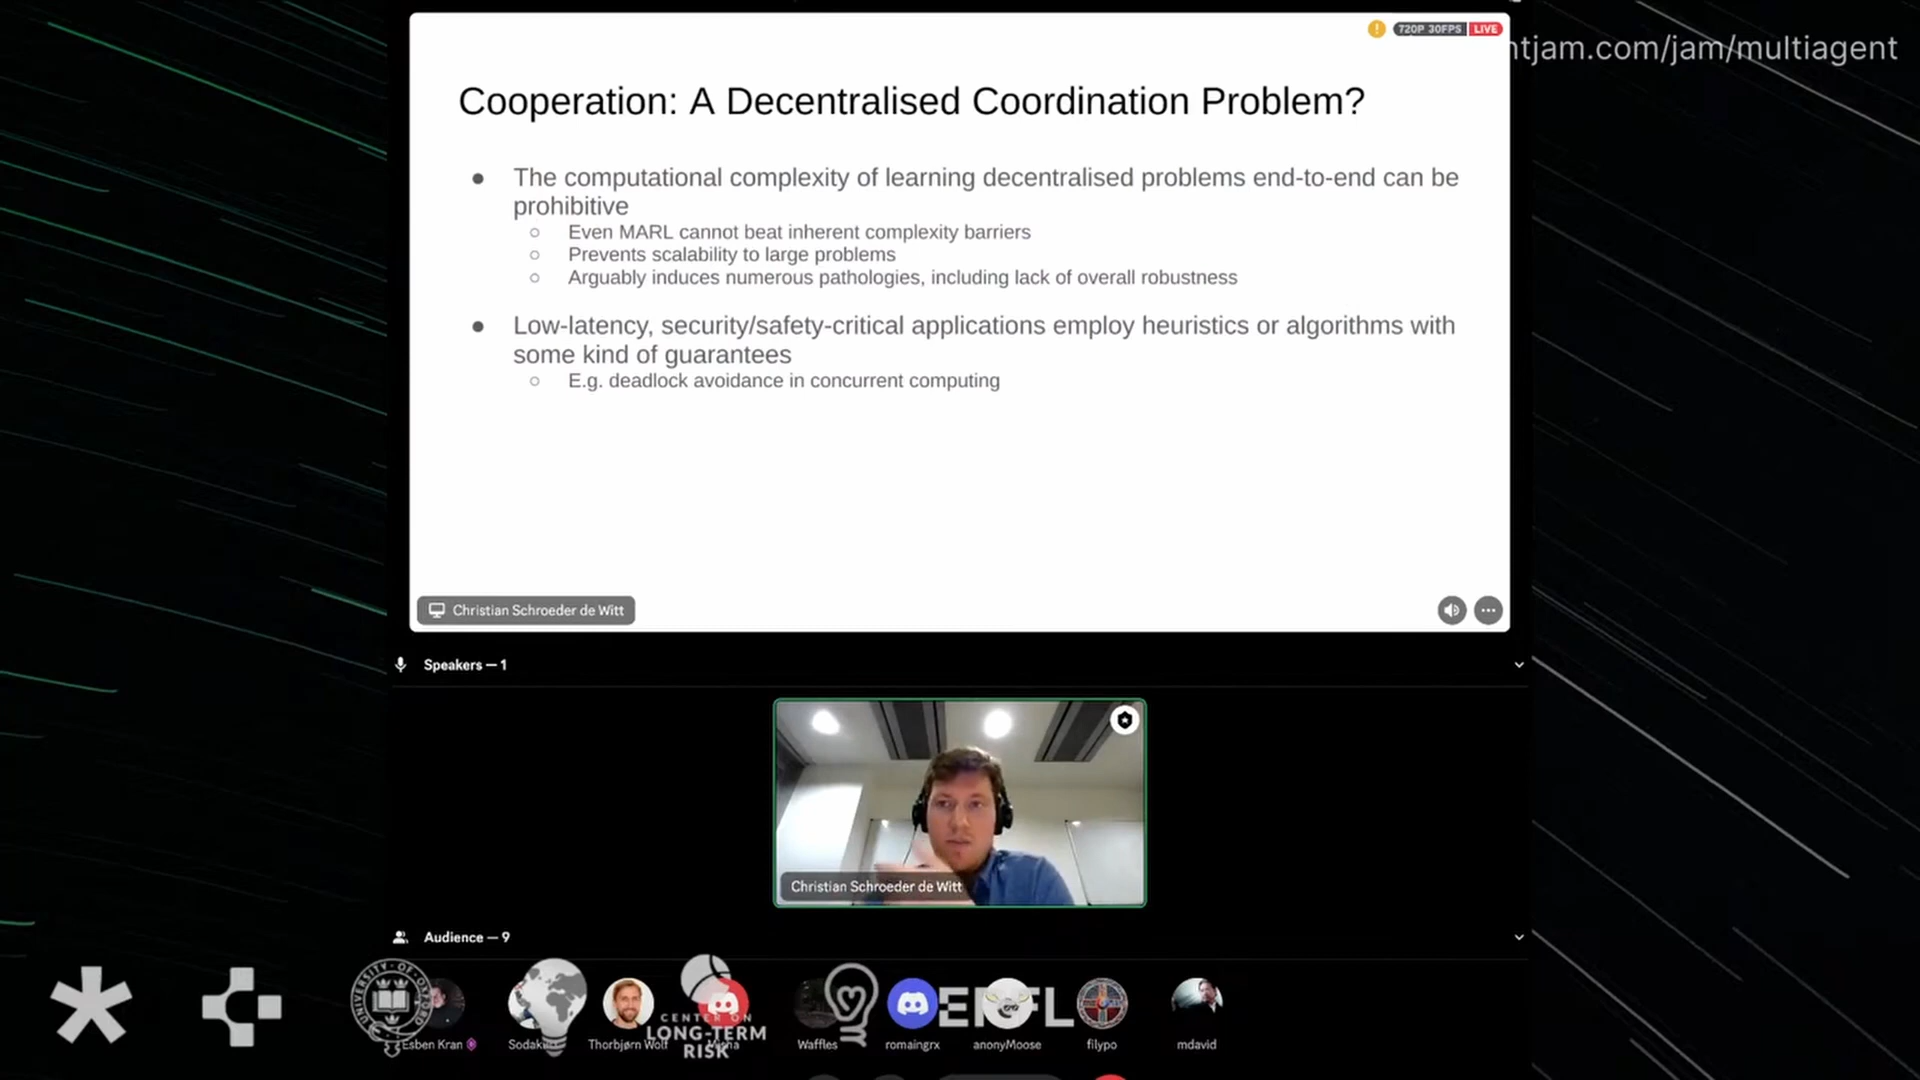 720P 30FPS LIVE
ntjam.com/jam/multiagent
Cooperation: A Decentralised Coordination Problem?
The computational complexity of learning decentralised problems end-to-end can be
prohibitive
Even MARL cannot beat inherent complexity barriers
Prevents scalability to large problems
Arguably induces numerous pathologies, including lack of overall robustness
Low-latency, security/safety-critical applications employ heuristics or algorithms with
some kind of guarantees
E.g. deadlock avoidance in concurrent computing
Christian Schroeder de Witt
Speakers — 1
Christian Schroeder de Witt
Audience — 9
UNIVERSITY OF OXFORD
CENTER ON
LONG-TERM
RISK
Esben Kran
Thorbjørn Wolf
Waffles
romaingrx
anonyMoose
filypo
mdavid